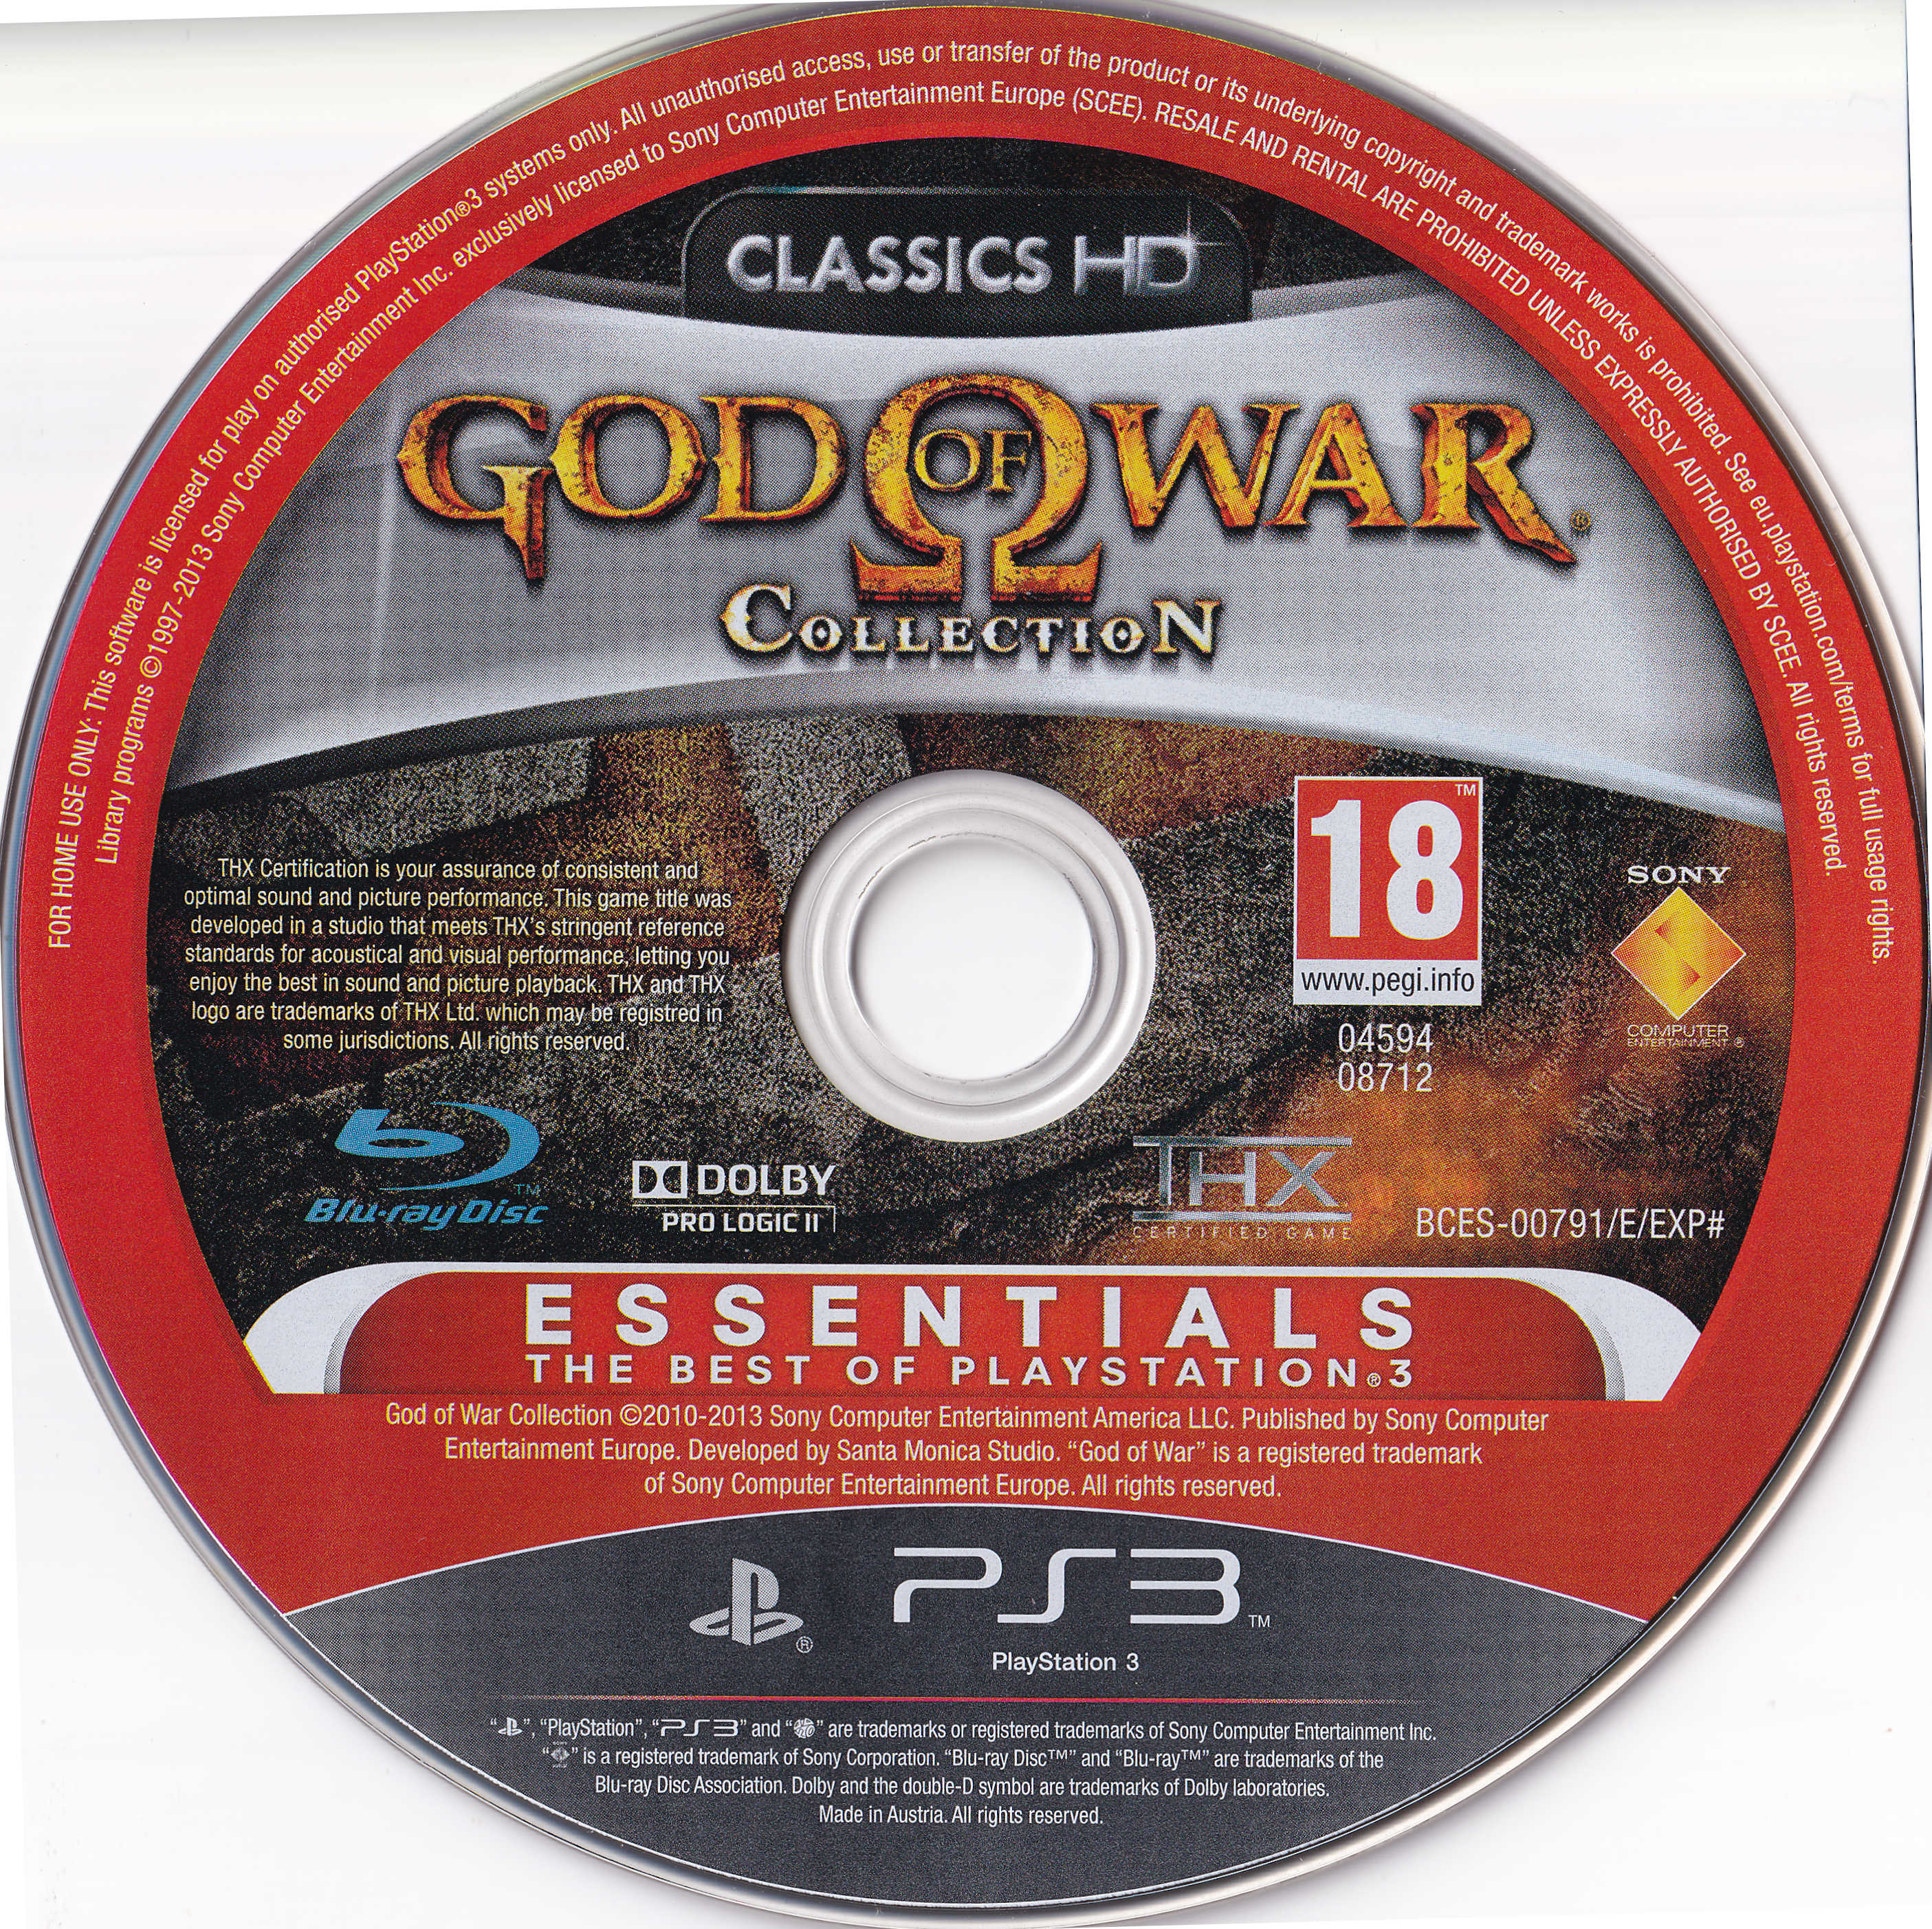 FOR HOME USE ONLY: This software is licensed for play on authorised PlayStation®3 systems only. All unauthorised access, use or transfer of the product or its underlying copyright and trademark works is prohibited. See eu.playstation.com/terms for full usage rights.
Library programs ©1997-2013 Sony Computer Entertainment Inc. exclusively licensed to Sony Computer Entertainment Europe (SCEE). RESALE AND RENTAL ARE PROHIBITED UNLESS EXPRESSLY AUTHORISED BY SCEE. All rights reserved.
CLASSICS HD
GOD OF WAR®
COLLECTION
THX Certification is your assurance of consistent and
optimal sound and picture performance. This game title was
developed in a studio that meets THX's stringent reference
standards for acoustical and visual performance, letting you
enjoy the best in sound and picture playback. THX and THX
logo are trademarks of THX Ltd. which may be registred in
some jurisdictions. All rights reserved.
18™
www.pegi.info
04594
08712
SONY
COMPUTER
ENTERTAINMENT ®
Blu-ray Disc™
DOLBY
PRO LOGIC II
THX
CERTIFIED GAME
BCES-00791/E/EXP#
ESSENTIALS
THE BEST OF PLAYSTATION®3
God of War Collection ©2010-2013 Sony Computer Entertainment America LLC. Published by Sony Computer
Entertainment Europe. Developed by Santa Monica Studio. “God of War” is a registered trademark
of Sony Computer Entertainment Europe. All rights reserved.
® PS3™
PlayStation 3
“”, “PlayStation”, “PS3” and “” are trademarks or registered trademarks of Sony Computer Entertainment Inc.
“” is a registered trademark of Sony Corporation. “Blu-ray Disc™” and “Blu-ray™” are trademarks of the
Blu-ray Disc Association. Dolby and the double-D symbol are trademarks of Dolby laboratories.
Made in Austria. All rights reserved.